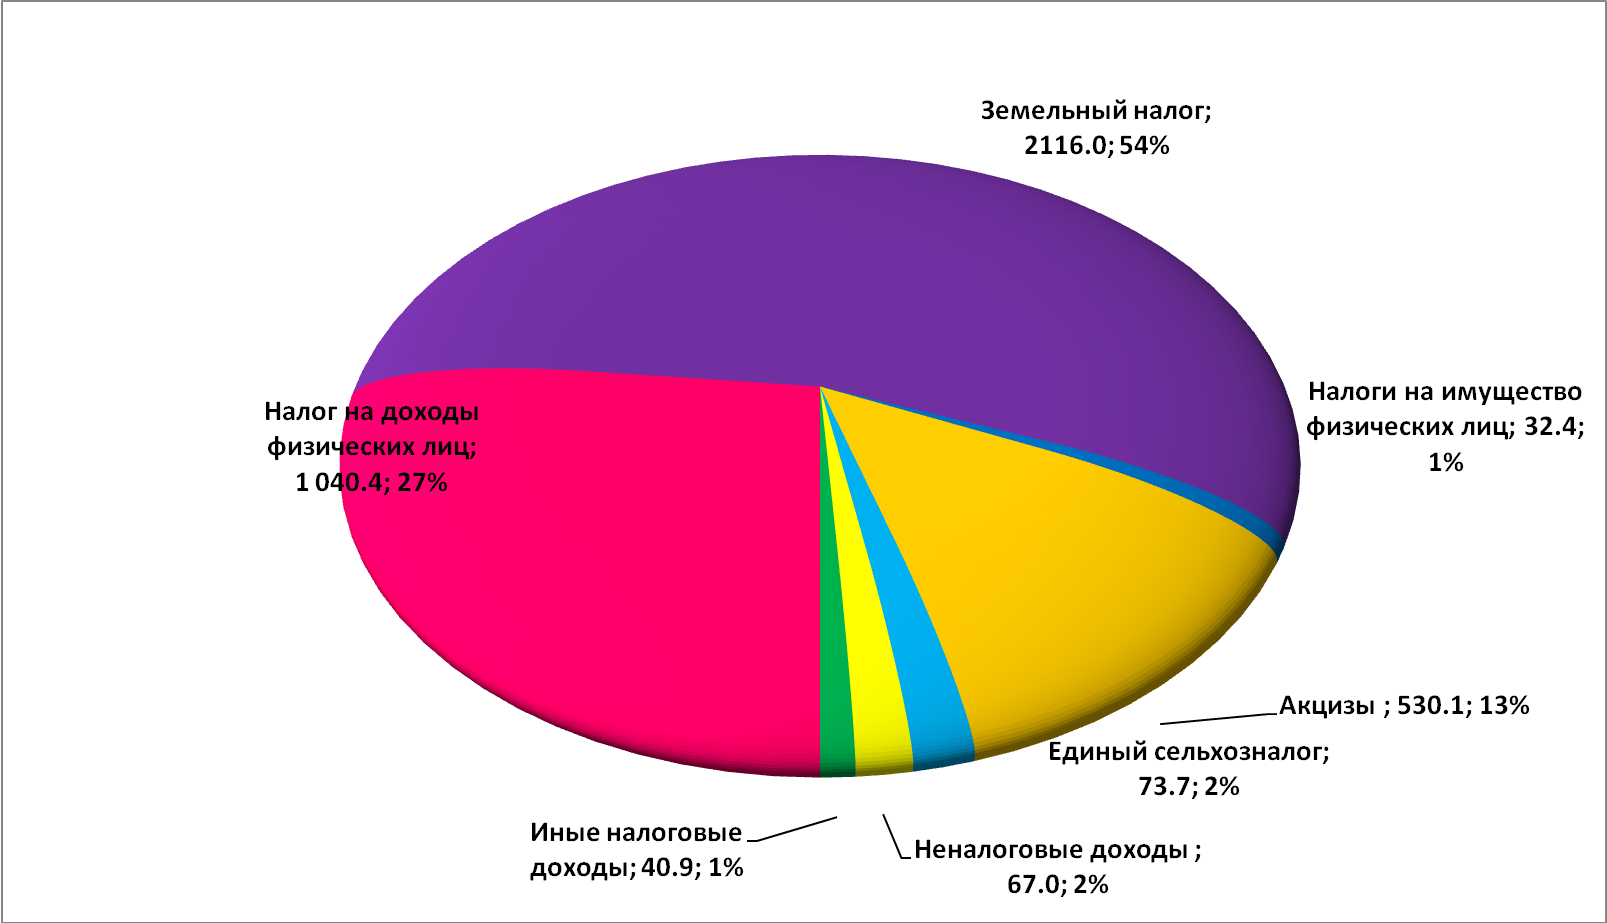 Земельный налог;
2116.0; 54%
Налоги на имущество
физических лиц; 32.4;
1%
Налог на доходы
физических лиц;
1 040.4; 27%
Акцизы ; 530.1; 13%
Единый сельхозналог;
73.7; 2%
Иные налоговые
доходы; 40.9; 1%
Неналоговые доходы ;
67.0; 2%